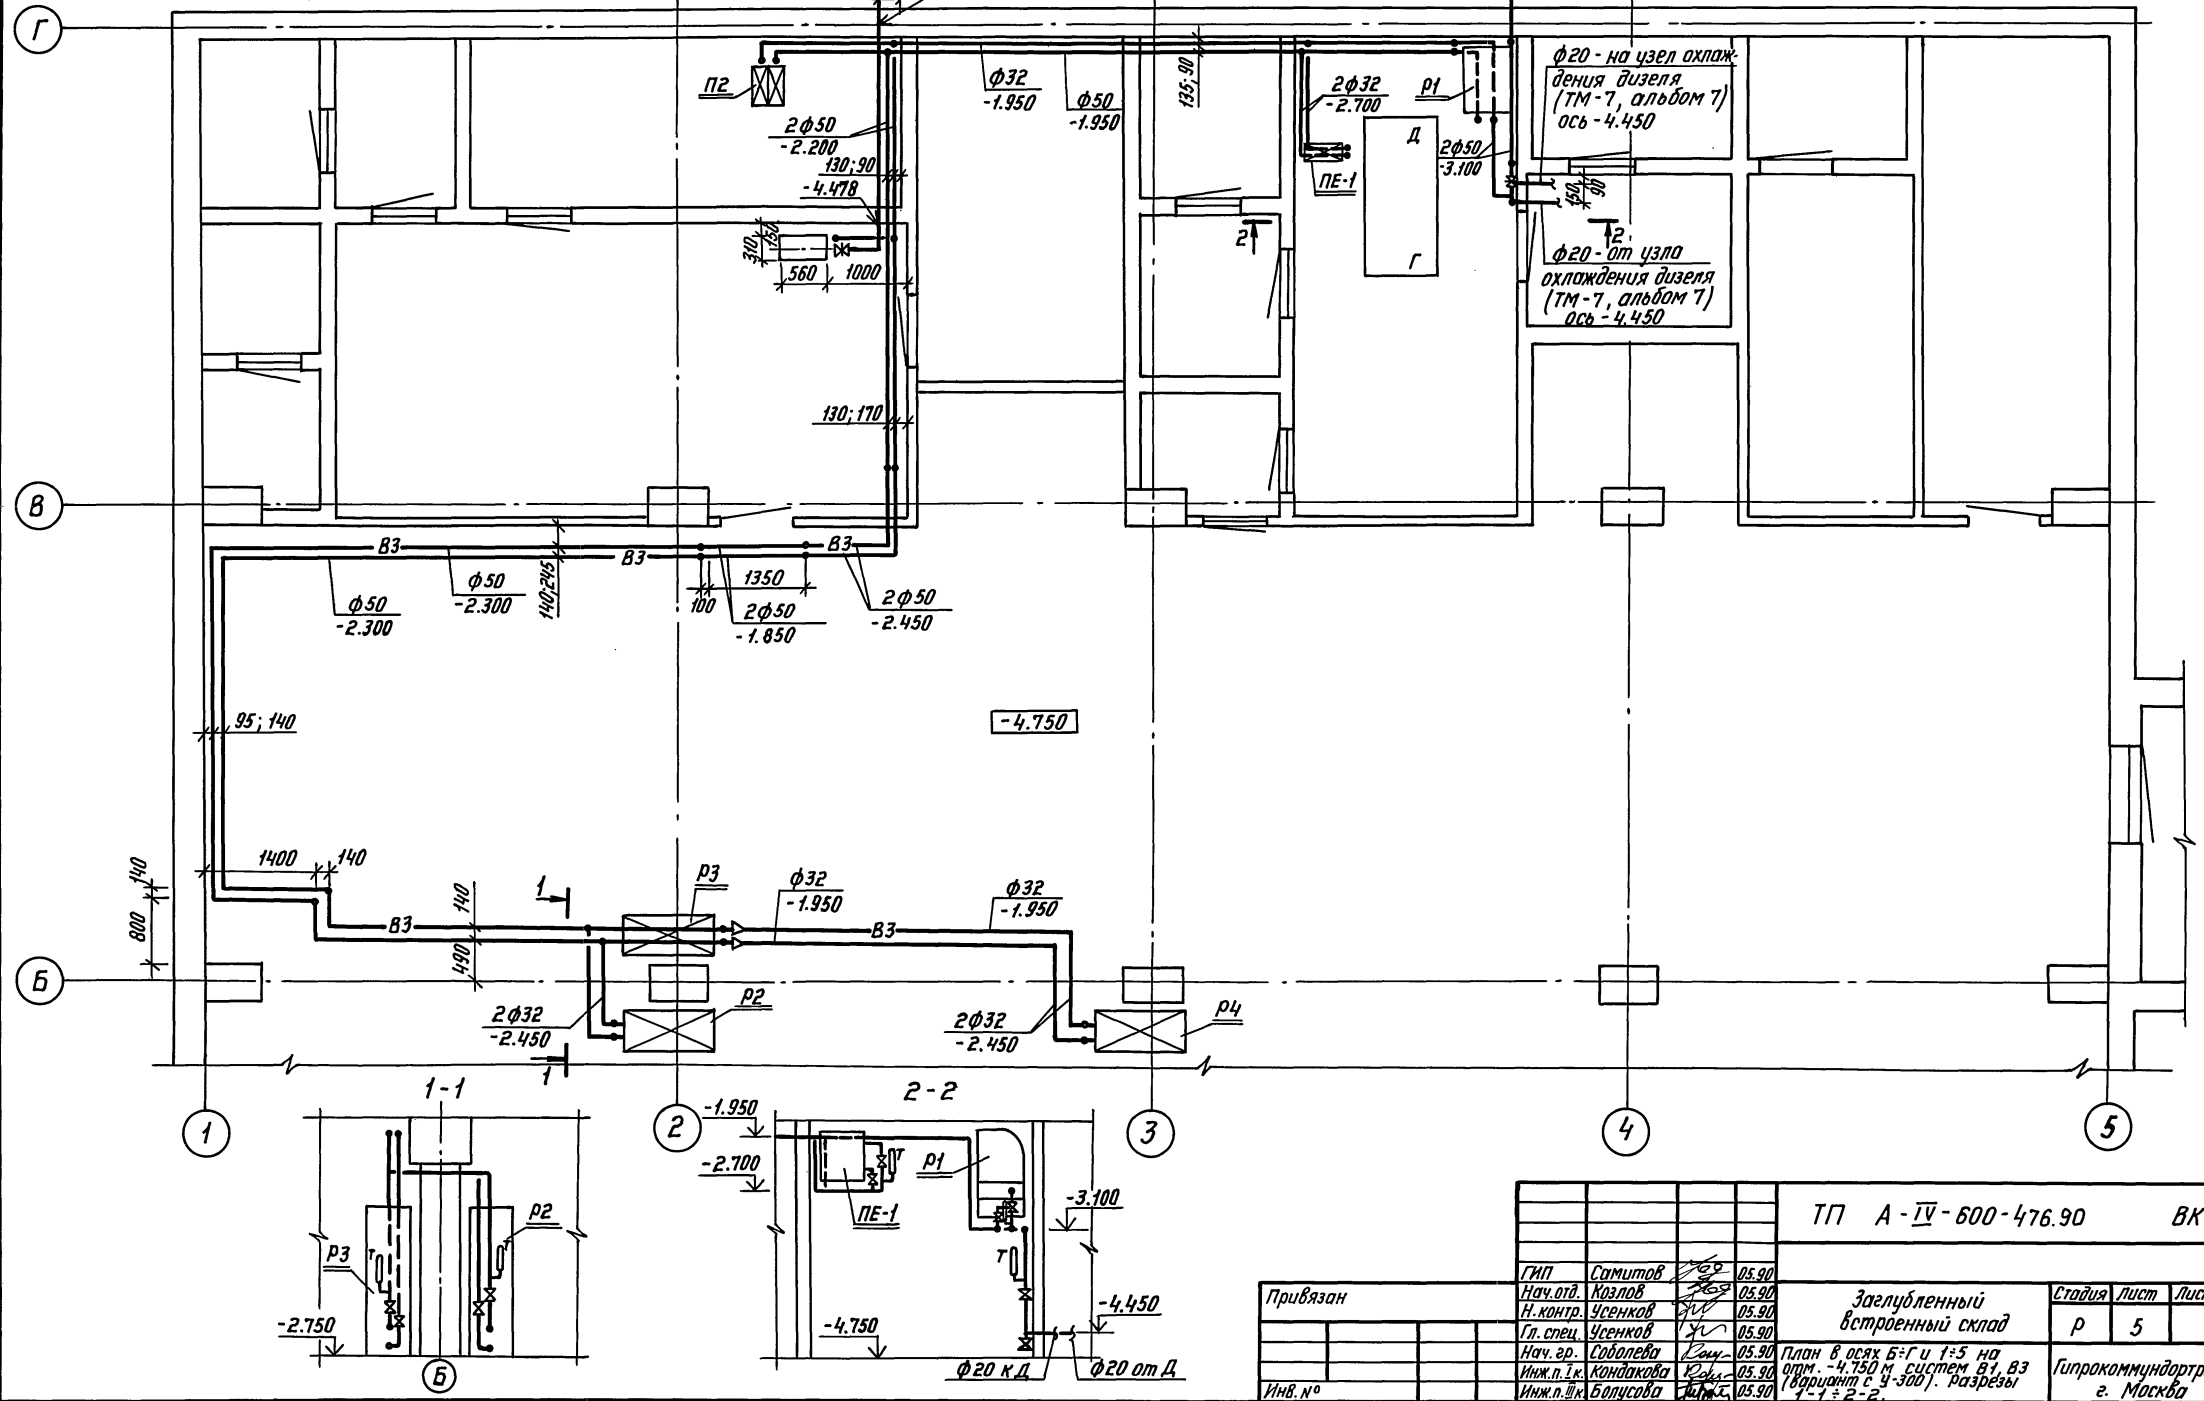 Г
П2
ф32
-1.950
ф50
-1.950
135; 90
2ф32
-2.700
Р1
ф20 - на узел охлаж-
дения дизеля
(ТМ-7, альбом 7)
ось -4.450
2ф50
-2.200
130; 90
-4.478
Д
2ф50
-3.100
ПЕ-1
150
90
310
150
560
1000
2
2
Г
ф20 - от узла
охлаждения дизеля
(ТМ-7, альбом 7)
ось -4.450
130; 170
В
В3
В3
В3
140; 245
ф50
-2.300
ф50
-2.300
100
1350
2ф50
-1.850
2ф50
-2.450
95; 140
-4.750
1400
140
140
800
1
Р3
ф32
-1.950
ф32
-1.950
140
В3
В3
490
Б
Р2
2ф32
-2.450
2ф32
-2.450
Р4
1
1-1
2-2
1
2
3
4
5
-1.950
-2.700
Т
Р1
-3.100
ПЕ-1
Р2
Т
Р3
Т
Т
-2.750
-4.750
-4.450
Б
ф20 к Д
ф20 от Д
ТП А-IV-600-476.90 ВК
Привязан
Инв. №
ГИП Самитов 05.90
Нач.отд. Козлов 05.90
Н.контр. Усенков 05.90
Гл.спец. Усенков 05.90
Нач. гр. Соболева 05.90
Инж.п.Iк. Кондакова 05.90
Инж.п.IIIк. Болусова 05.90
Заглубленный
встроенный склад
Стадия Лист Лис
Р 5
План в осях Б÷Г и 1÷5 на
отм. -4.750 м систем В1, В3
(вариант с У-300). Разрезы
1-1 ÷ 2-2.
Гипрокоммундортр
г. Москва